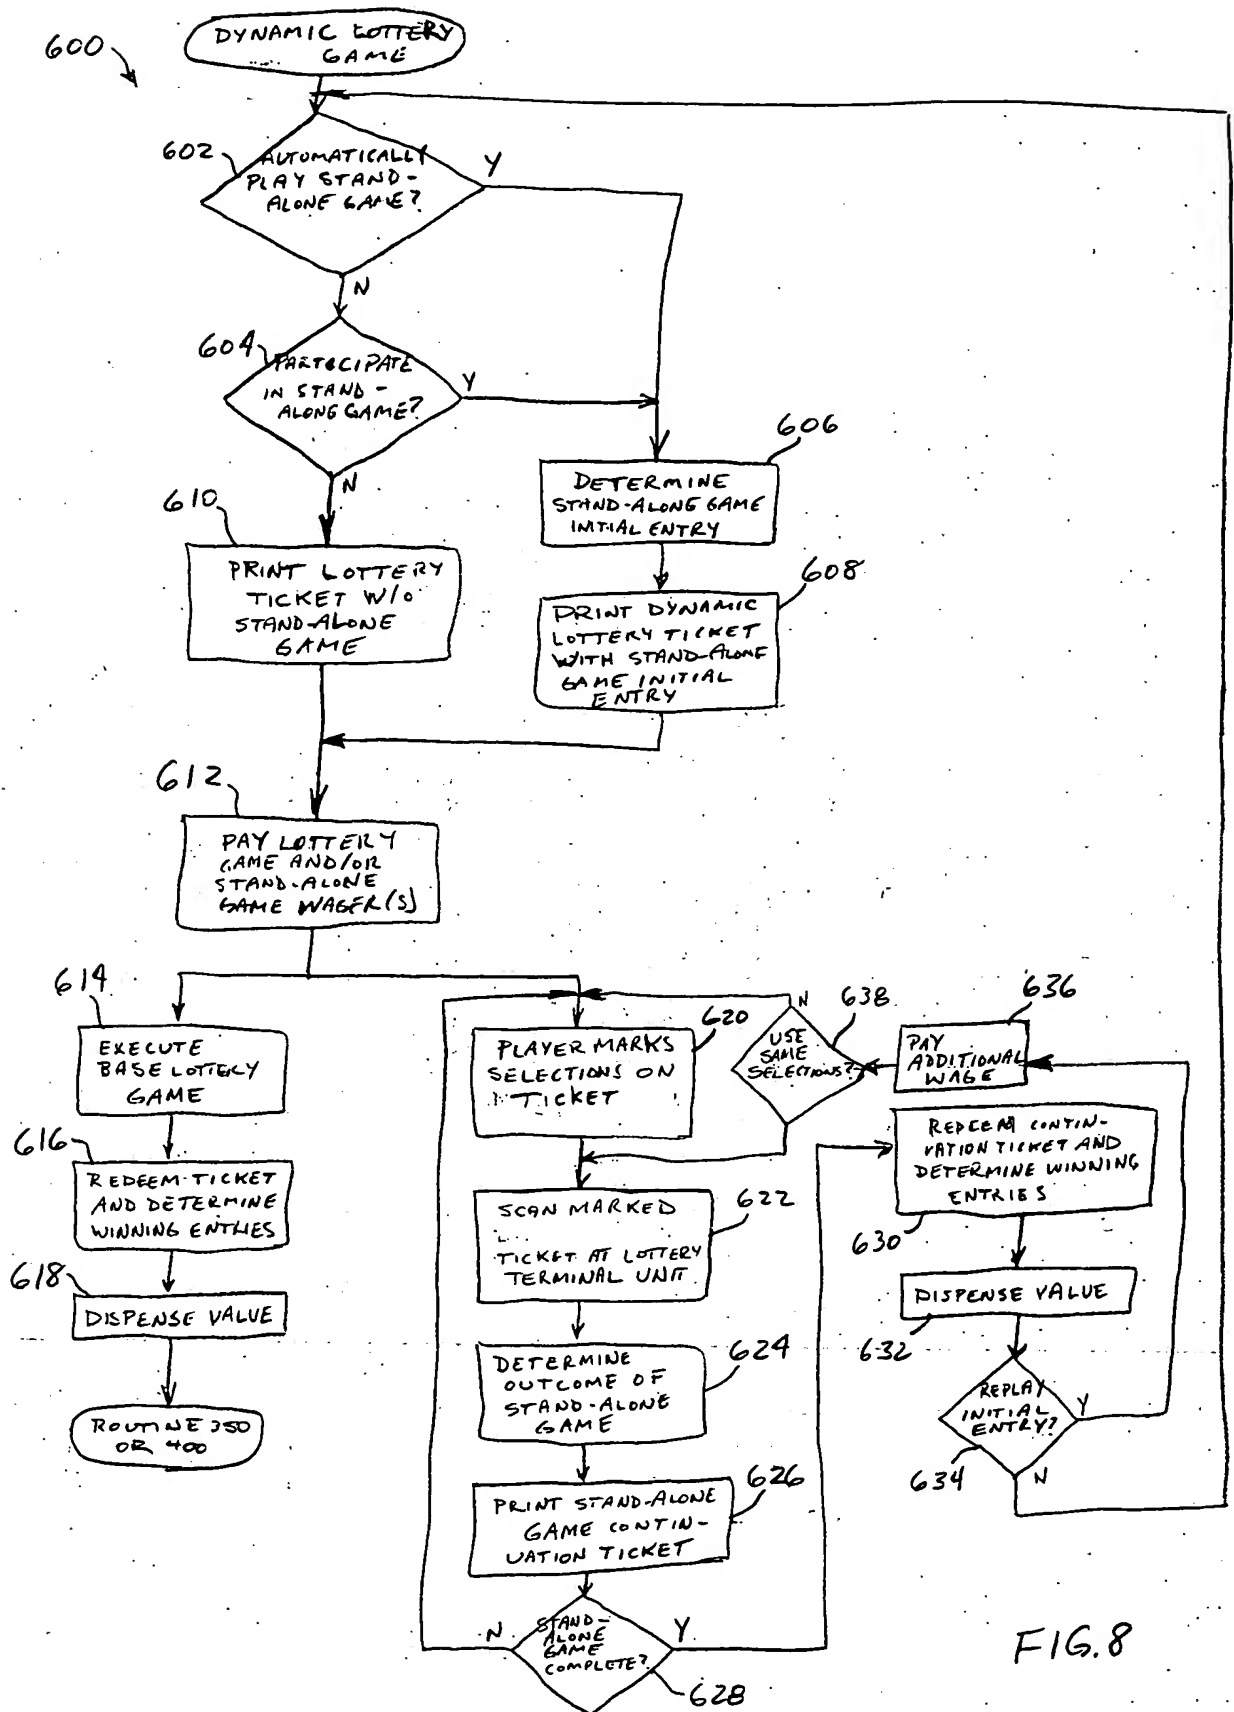 DYNAMIC LOTTERY
GAME
600
602
AUTOMATICALLY
PLAY STAND-
ALONE GAME?
Y
N
604
PARTICIPATE
IN STAND-
ALONG GAME?
Y
N
606
DETERMINE
STAND-ALONE GAME
INITIAL ENTRY
608
PRINT DYNAMIC
LOTTERY TICKET
WITH STAND-ALONE
GAME INITIAL
ENTRY
610
PRINT LOTTERY
TICKET W/O
STAND-ALONE
GAME
612
PAY LOTTERY
GAME AND/OR
STAND-ALONE
GAME WAGER(S)
614
EXECUTE
BASE LOTTERY
GAME
616
REDEEM TICKET
AND DETERMINE
WINNING ENTRIES
618
DISPENSE VALUE
ROUTINE 350
OR 400
620
PLAYER MARKS
SELECTIONS ON
TICKET
622
SCAN MARKED
TICKET AT LOTTERY
TERMINAL UNIT
624
DETERMINE
OUTCOME OF
STAND-ALONE
GAME
626
PRINT STAND-ALONE
GAME CONTIN-
UATION TICKET
N
STAND-
ALONE
GAME
COMPLETE?
Y
628
N
638
USE
SAME
SELECTIONS?
636
PAY
ADDITIONAL
WAGE
REDEEM CONTIN-
UATION TICKET AND
DETERMINE WINNING
ENTRIES
630
DISPENSE VALUE
632
REPLAY
INITIAL
ENTRY?
Y
634
N
FIG. 8